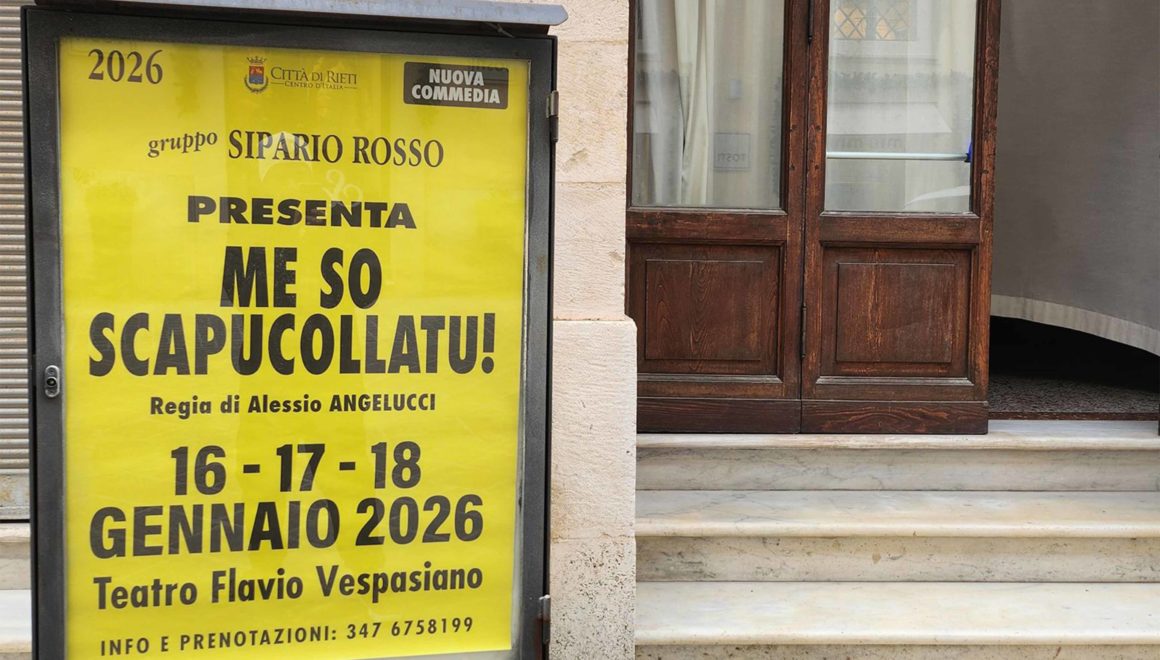 2026
CITTÀ DI RIETI
CENTRO D'ITALIA
NUOVA
COMMEDIA
gruppo SIPARIO ROSSO
PRESENTA
ME SO
SCAPUCOLLATU!
Regia di Alessio ANGELUCCI
16 - 17 - 18
GENNAIO 2026
Teatro Flavio Vespasiano
INFO E PRENOTAZIONI: 347 6758199